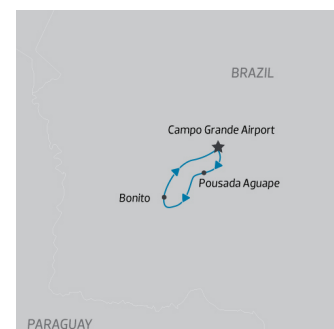 BRAZIL
Campo Grande Airport
Pousada Aguape
Bonito
PARAGUAY